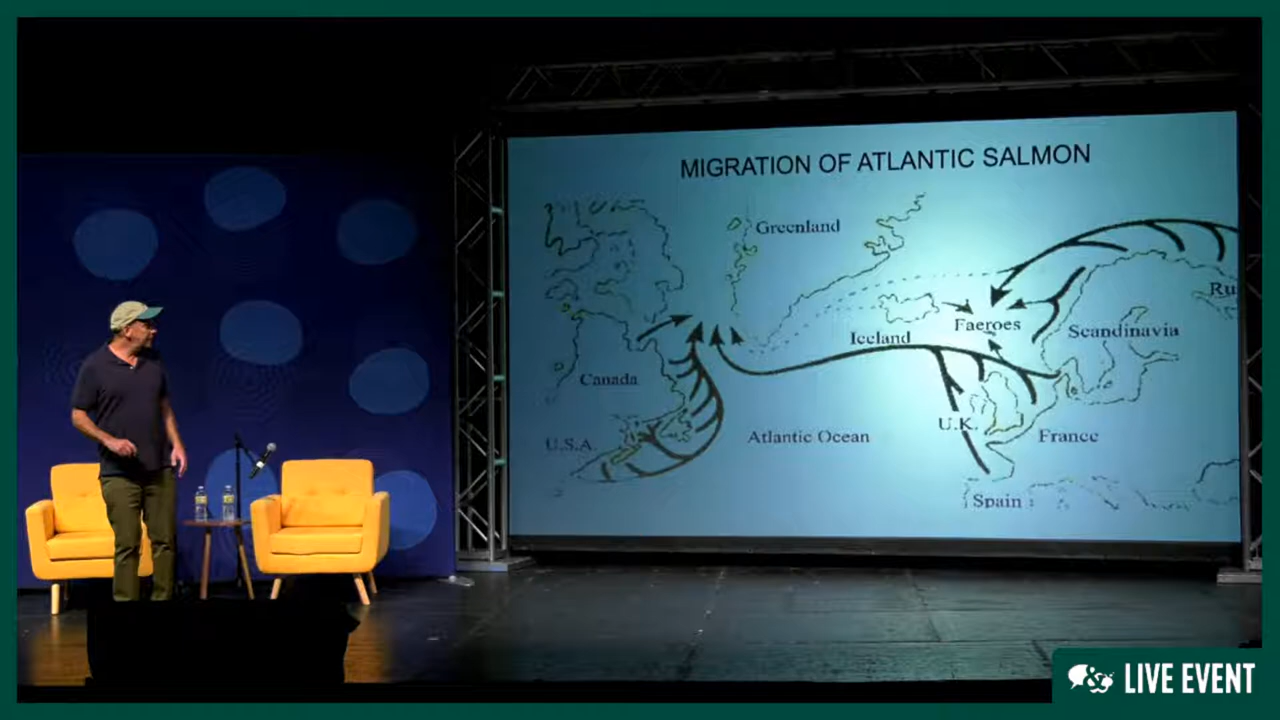 MIGRATION OF ATLANTIC SALMON
Greenland
Ru
Faeroes
Scandinavia
Iceland
Canada
U.K.
U.S.A.
Atlantic Ocean
France
Spain
& LIVE EVENT